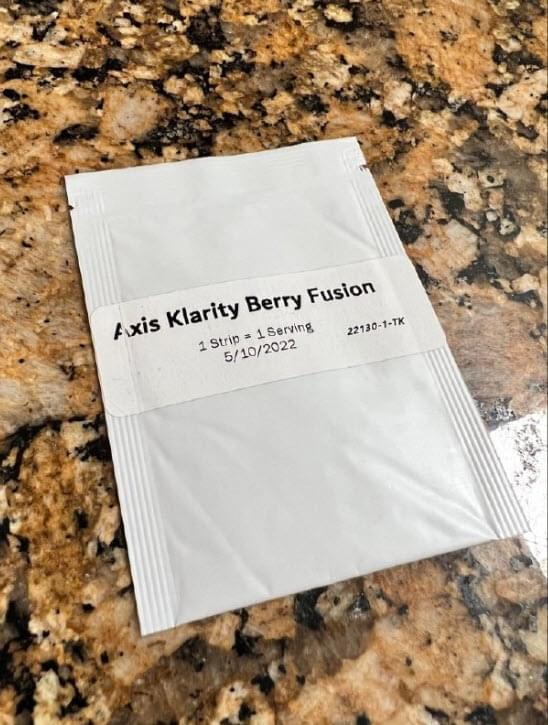 Axis Klarity Berry Fusion
1 Strip = 1 Serving
22130-1-TK
5/10/2022